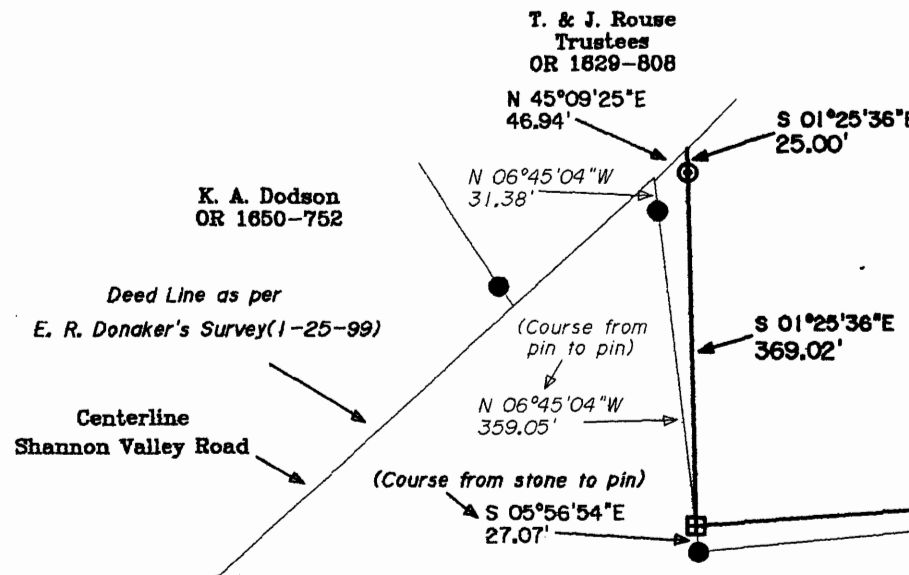 T. & J. Rouse
Trustees
OR 1629-808
N 45°09'25"E
46.94'
S 01°25'36"E
25.00'
N 06°45'04"W
31.38'
K. A. Dodson
OR 1650-752
Deed Line as per
E. R. Donaker's Survey(1-25-99)
(Course from
pin to pin)
S 01°25'36"E
369.02'
N 06°45'04"W
359.05'
Centerline
Shannon Valley Road
(Course from stone to pin)
S 05°56'54"E
27.07'